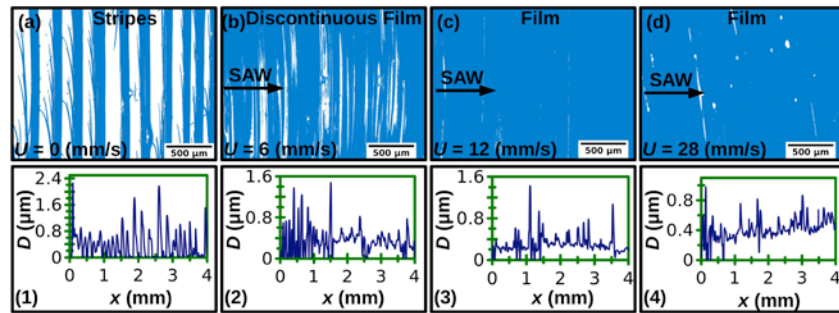 (a) Stripes
U = 0 (mm/s)
500 µm
(b) Discontinuous Film
SAW
U = 6 (mm/s)
500 µm
(c) Film
SAW
U = 12 (mm/s)
500 µm
(d) Film
SAW
U = 28 (mm/s)
500 µm
D (µm)
2.4
1.6
0.8
0
0 1 2 3 4
(1) x (mm)
D (µm)
1.6
0.8
0
0 1 2 3 4
(2) x (mm)
D (µm)
1.6
0.8
0
0 1 2 3 4
(3) x (mm)
D (µm)
0.8
0.4
0
0 1 2 3 4
(4) x (mm)